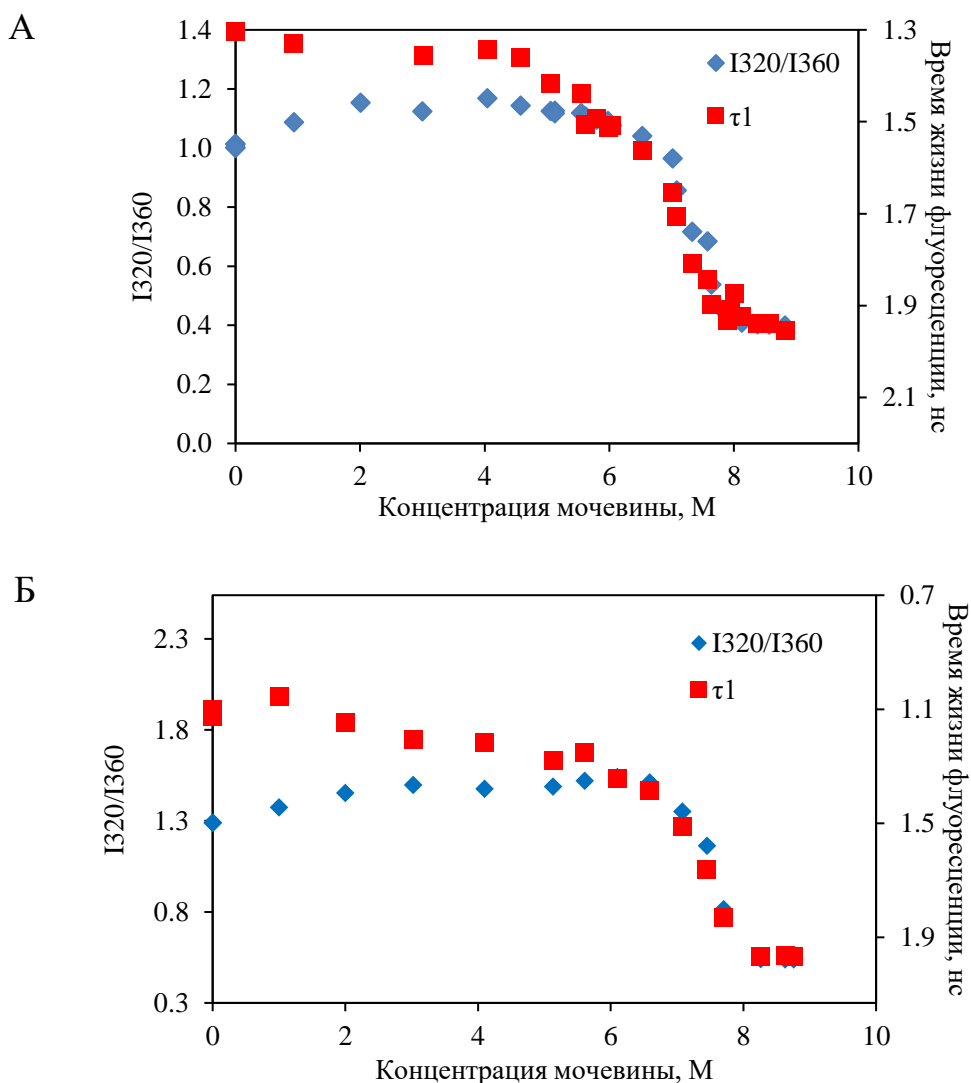 А
I320/I360
1.4
1.2
1.0
0.8
0.6
0.4
0.2
0.0
0 2 4 6 8 10
Концентрация мочевины, М
1.3
1.5
1.7
1.9
2.1
Время жизни флуоресценции, нс
I320/I360
τ1
Б
I320/I360
2.3
1.8
1.3
0.8
0.3
0 2 4 6 8 10
Концентрация мочевины, М
0.7
1.1
1.5
1.9
Время жизни флуоресценции, нс
I320/I360
τ1